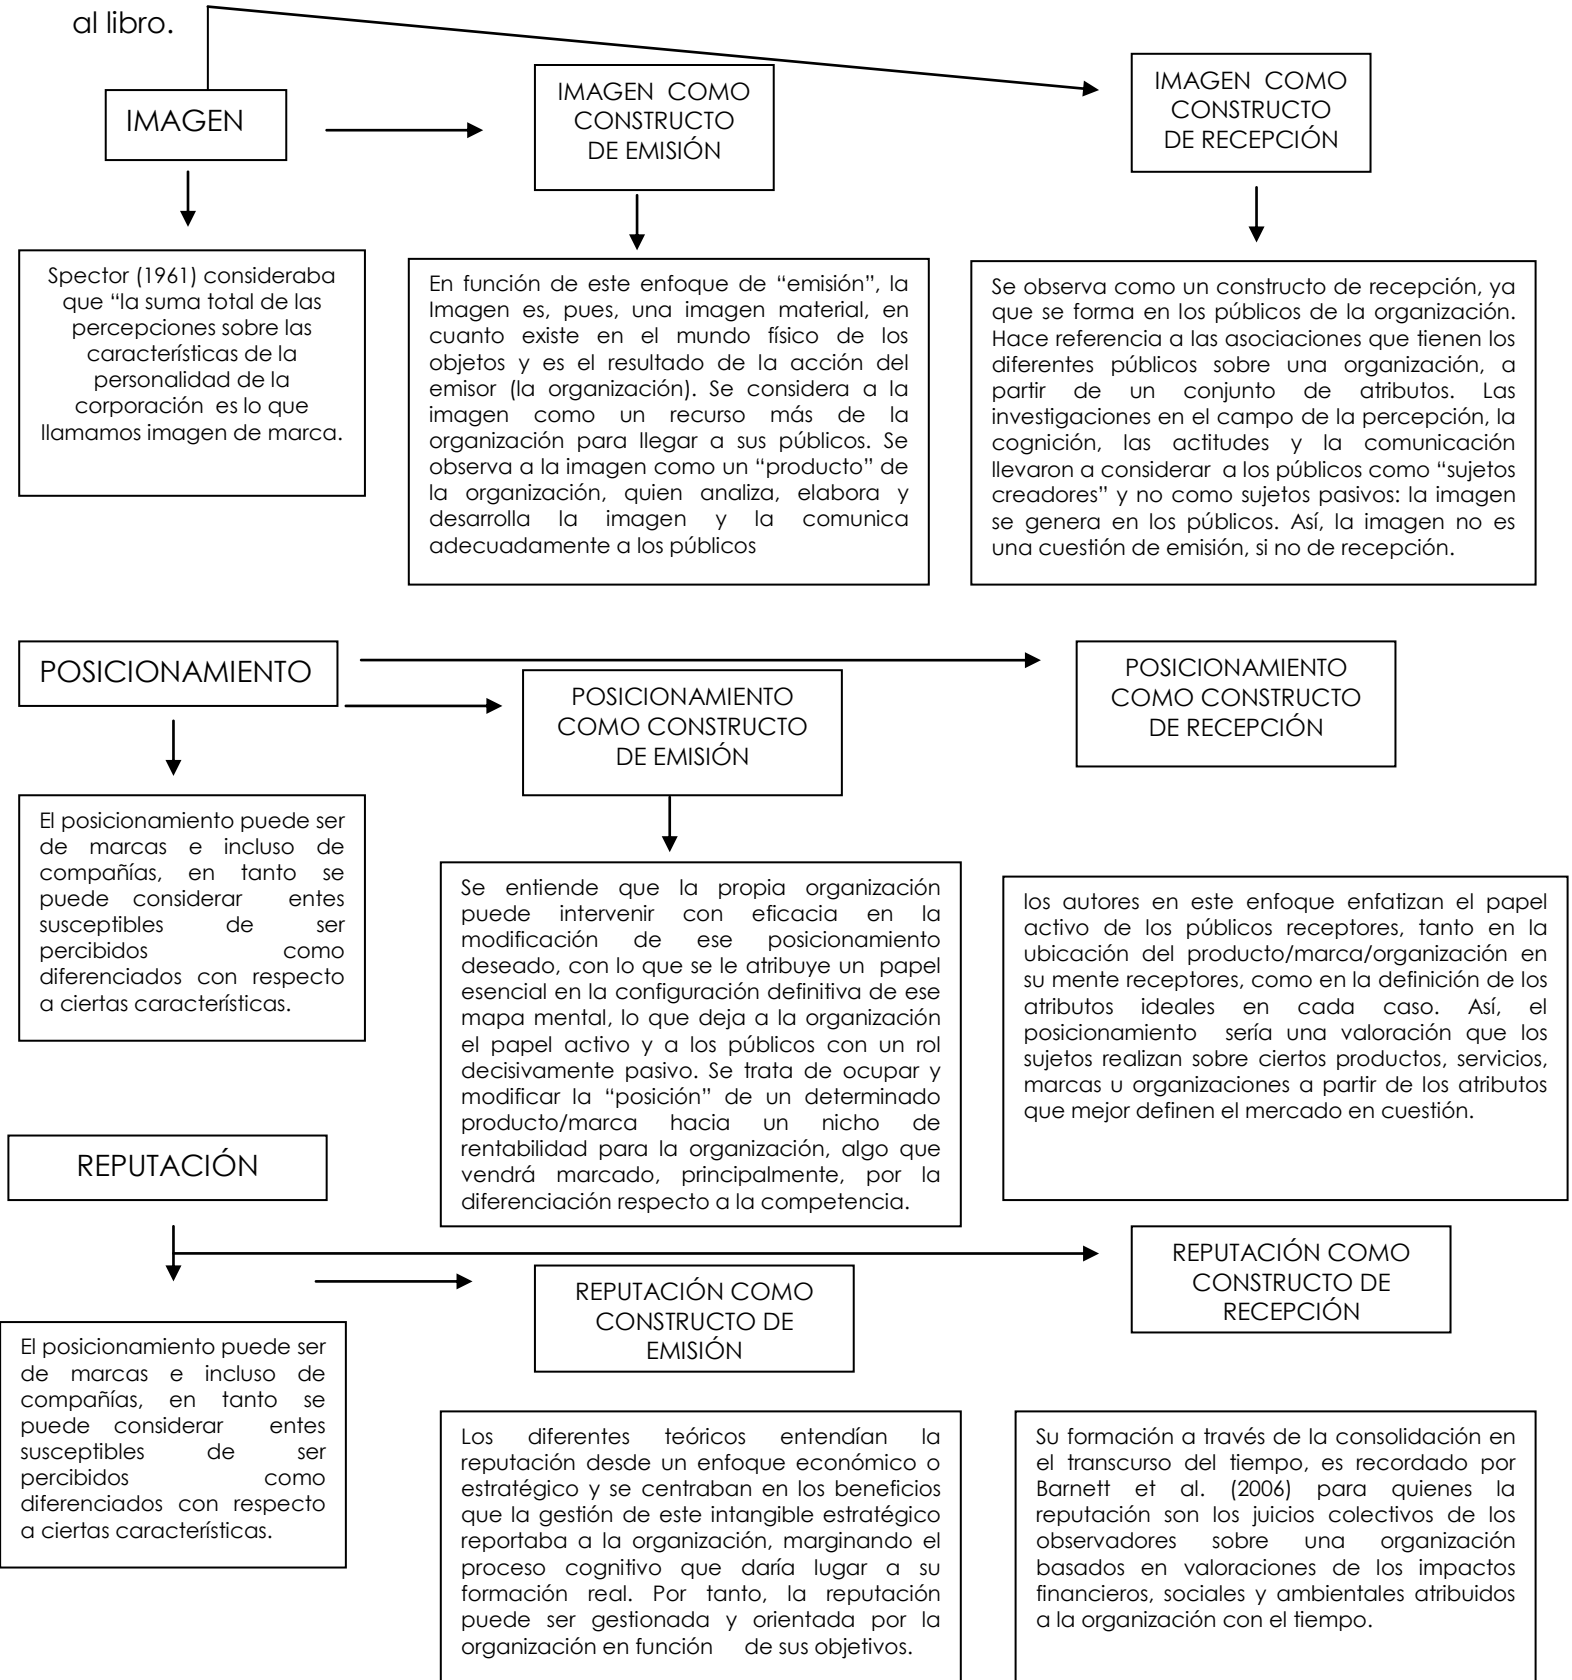 al libro.
IMAGEN
IMAGEN COMO
CONSTRUCTO
DE EMISIÓN
IMAGEN COMO
CONSTRUCTO
DE RECEPCIÓN
Spector (1961) consideraba
que “la suma total de las
percepciones sobre las
características de la
personalidad de la
corporación es lo que
llamamos imagen de marca.
En función de este enfoque de “emisión”, la
Imagen es, pues, una imagen material, en
cuanto existe en el mundo físico de los
objetos y es el resultado de la acción del
emisor (la organización). Se considera a la
imagen como un recurso más de la
organización para llegar a sus públicos. Se
observa a la imagen como un “producto” de
la organización, quien analiza, elabora y
desarrolla la imagen y la comunica
adecuadamente a los públicos
Se observa como un constructo de recepción, ya
que se forma en los públicos de la organización.
Hace referencia a las asociaciones que tienen los
diferentes públicos sobre una organización, a
partir de un conjunto de atributos. Las
investigaciones en el campo de la percepción, la
cognición, las actitudes y la comunicación
llevaron a considerar a los públicos como “sujetos
creadores” y no como sujetos pasivos: la imagen
se genera en los públicos. Así, la imagen no es
una cuestión de emisión, si no de recepción.
POSICIONAMIENTO
POSICIONAMIENTO
COMO CONSTRUCTO
DE EMISIÓN
POSICIONAMIENTO
COMO CONSTRUCTO
DE RECEPCIÓN
El posicionamiento puede ser
de marcas e incluso de
compañías, en tanto se
puede considerar entes
susceptibles de ser
percibidos como
diferenciados con respecto
a ciertas características.
Se entiende que la propia organización
puede intervenir con eficacia en la
modificación de ese posicionamiento
deseado, con lo que se le atribuye un papel
esencial en la configuración definitiva de ese
mapa mental, lo que deja a la organización
el papel activo y a los públicos con un rol
decisivamente pasivo. Se trata de ocupar y
modificar la “posición” de un determinado
producto/marca hacia un nicho de
rentabilidad para la organización, algo que
vendrá marcado, principalmente, por la
diferenciación respecto a la competencia.
los autores en este enfoque enfatizan el papel
activo de los públicos receptores, tanto en la
ubicación del producto/marca/organización en
su mente receptores, como en la definición de los
atributos ideales en cada caso. Así, el
posicionamiento sería una valoración que los
sujetos realizan sobre ciertos productos, servicios,
marcas u organizaciones a partir de los atributos
que mejor definen el mercado en cuestión.
REPUTACIÓN
REPUTACIÓN COMO
CONSTRUCTO DE
EMISIÓN
REPUTACIÓN COMO
CONSTRUCTO DE
RECEPCIÓN
El posicionamiento puede ser
de marcas e incluso de
compañías, en tanto se
puede considerar entes
susceptibles de ser
percibidos como
diferenciados con respecto
a ciertas características.
Los diferentes teóricos entendían la
reputación desde un enfoque económico o
estratégico y se centraban en los beneficios
que la gestión de este intangible estratégico
reportaba a la organización, marginando el
proceso cognitivo que daría lugar a su
formación real. Por tanto, la reputación
puede ser gestionada y orientada por la
organización en función de sus objetivos.
Su formación a través de la consolidación en
el transcurso del tiempo, es recordado por
Barnett et al. (2006) para quienes la
reputación son los juicios colectivos de los
observadores sobre una organización
basados en valoraciones de los impactos
financieros, sociales y ambientales atribuidos
a la organización con el tiempo.